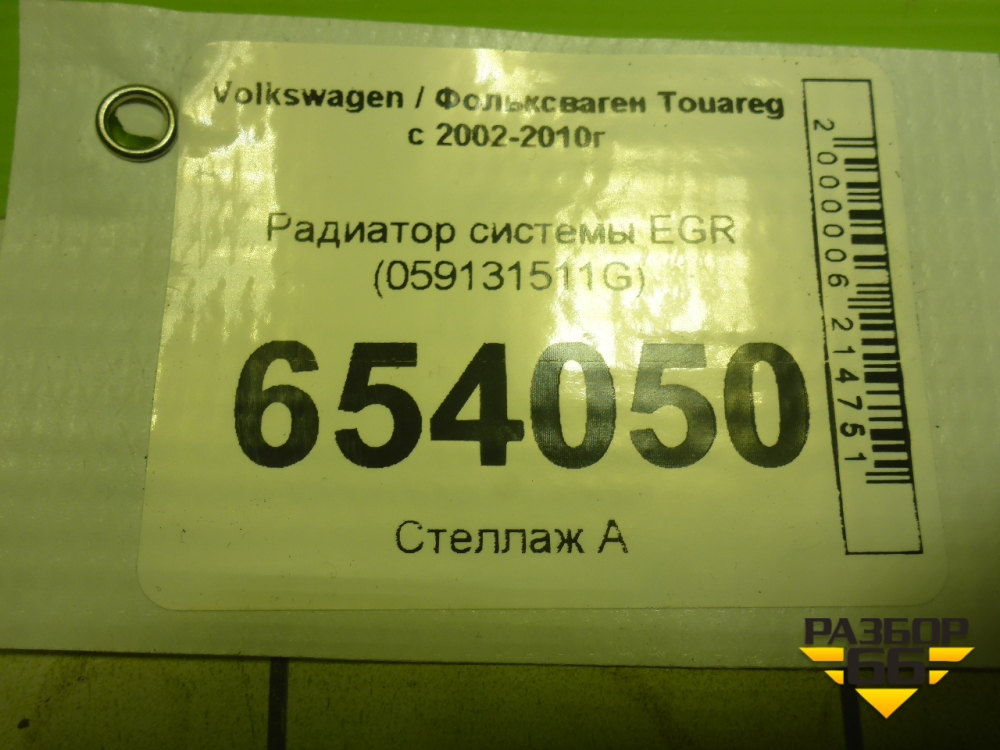 Volkswagen / Фольксваген Touareg
с 2002-2010г
Радиатор системы EGR
(059131511G)
654050
Стеллаж А
2000006214751
РАЗБОР
66